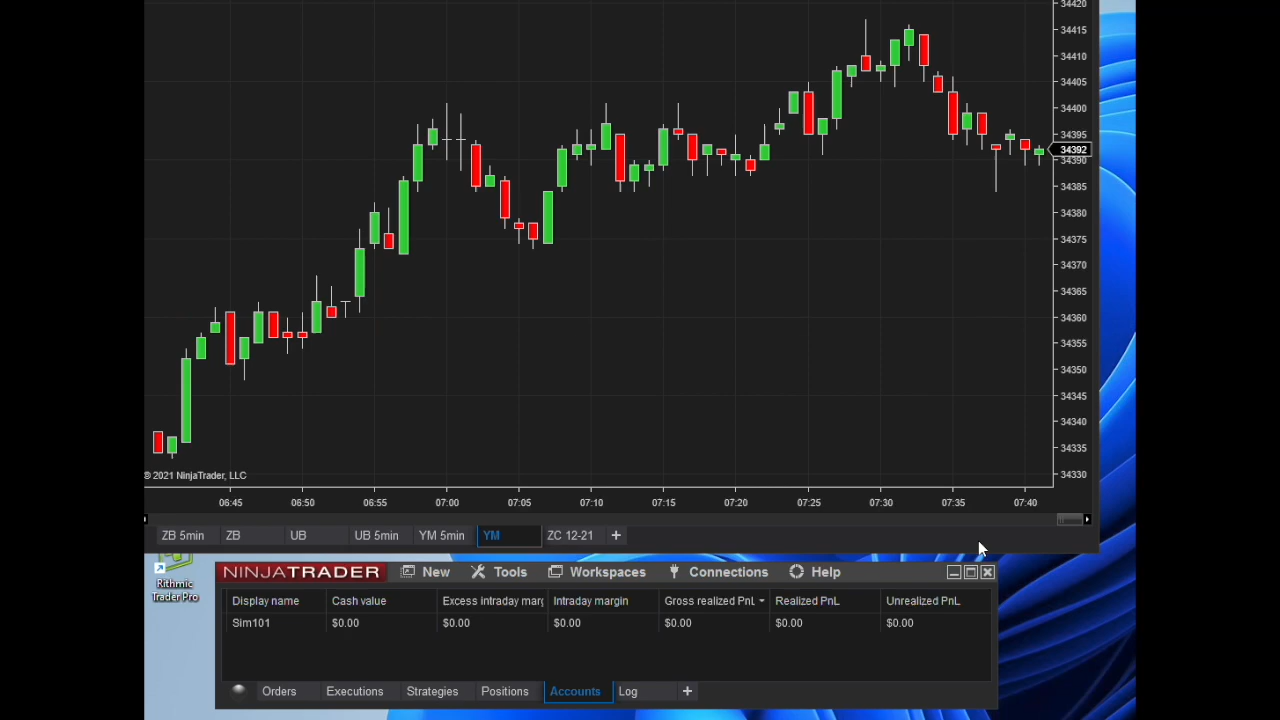 34420
34415
34410
34405
34400
34395
34392
34390
34385
34380
34375
34370
34365
34360
34355
34350
34345
34340
34335
34330
© 2021 NinjaTrader, LLC
06:45 06:50 06:55 07:00 07:05 07:10 07:15 07:20 07:25 07:30 07:35 07:40
ZB 5min ZB UB UB 5min YM 5min YM ZC 12-21 +
Rithmic
Trader Pro
NINJATRADER New Tools Workspaces Connections Help
Display name Cash value Excess intraday marg Intraday margin Gross realized PnL Realized PnL Unrealized PnL
Sim101 $0.00 $0.00 $0.00 $0.00 $0.00 $0.00
Orders Executions Strategies Positions Accounts Log +